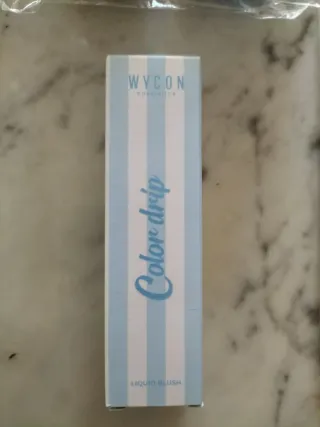 WYCON
COSMETICS
Color drip
LIQUID BLUSH